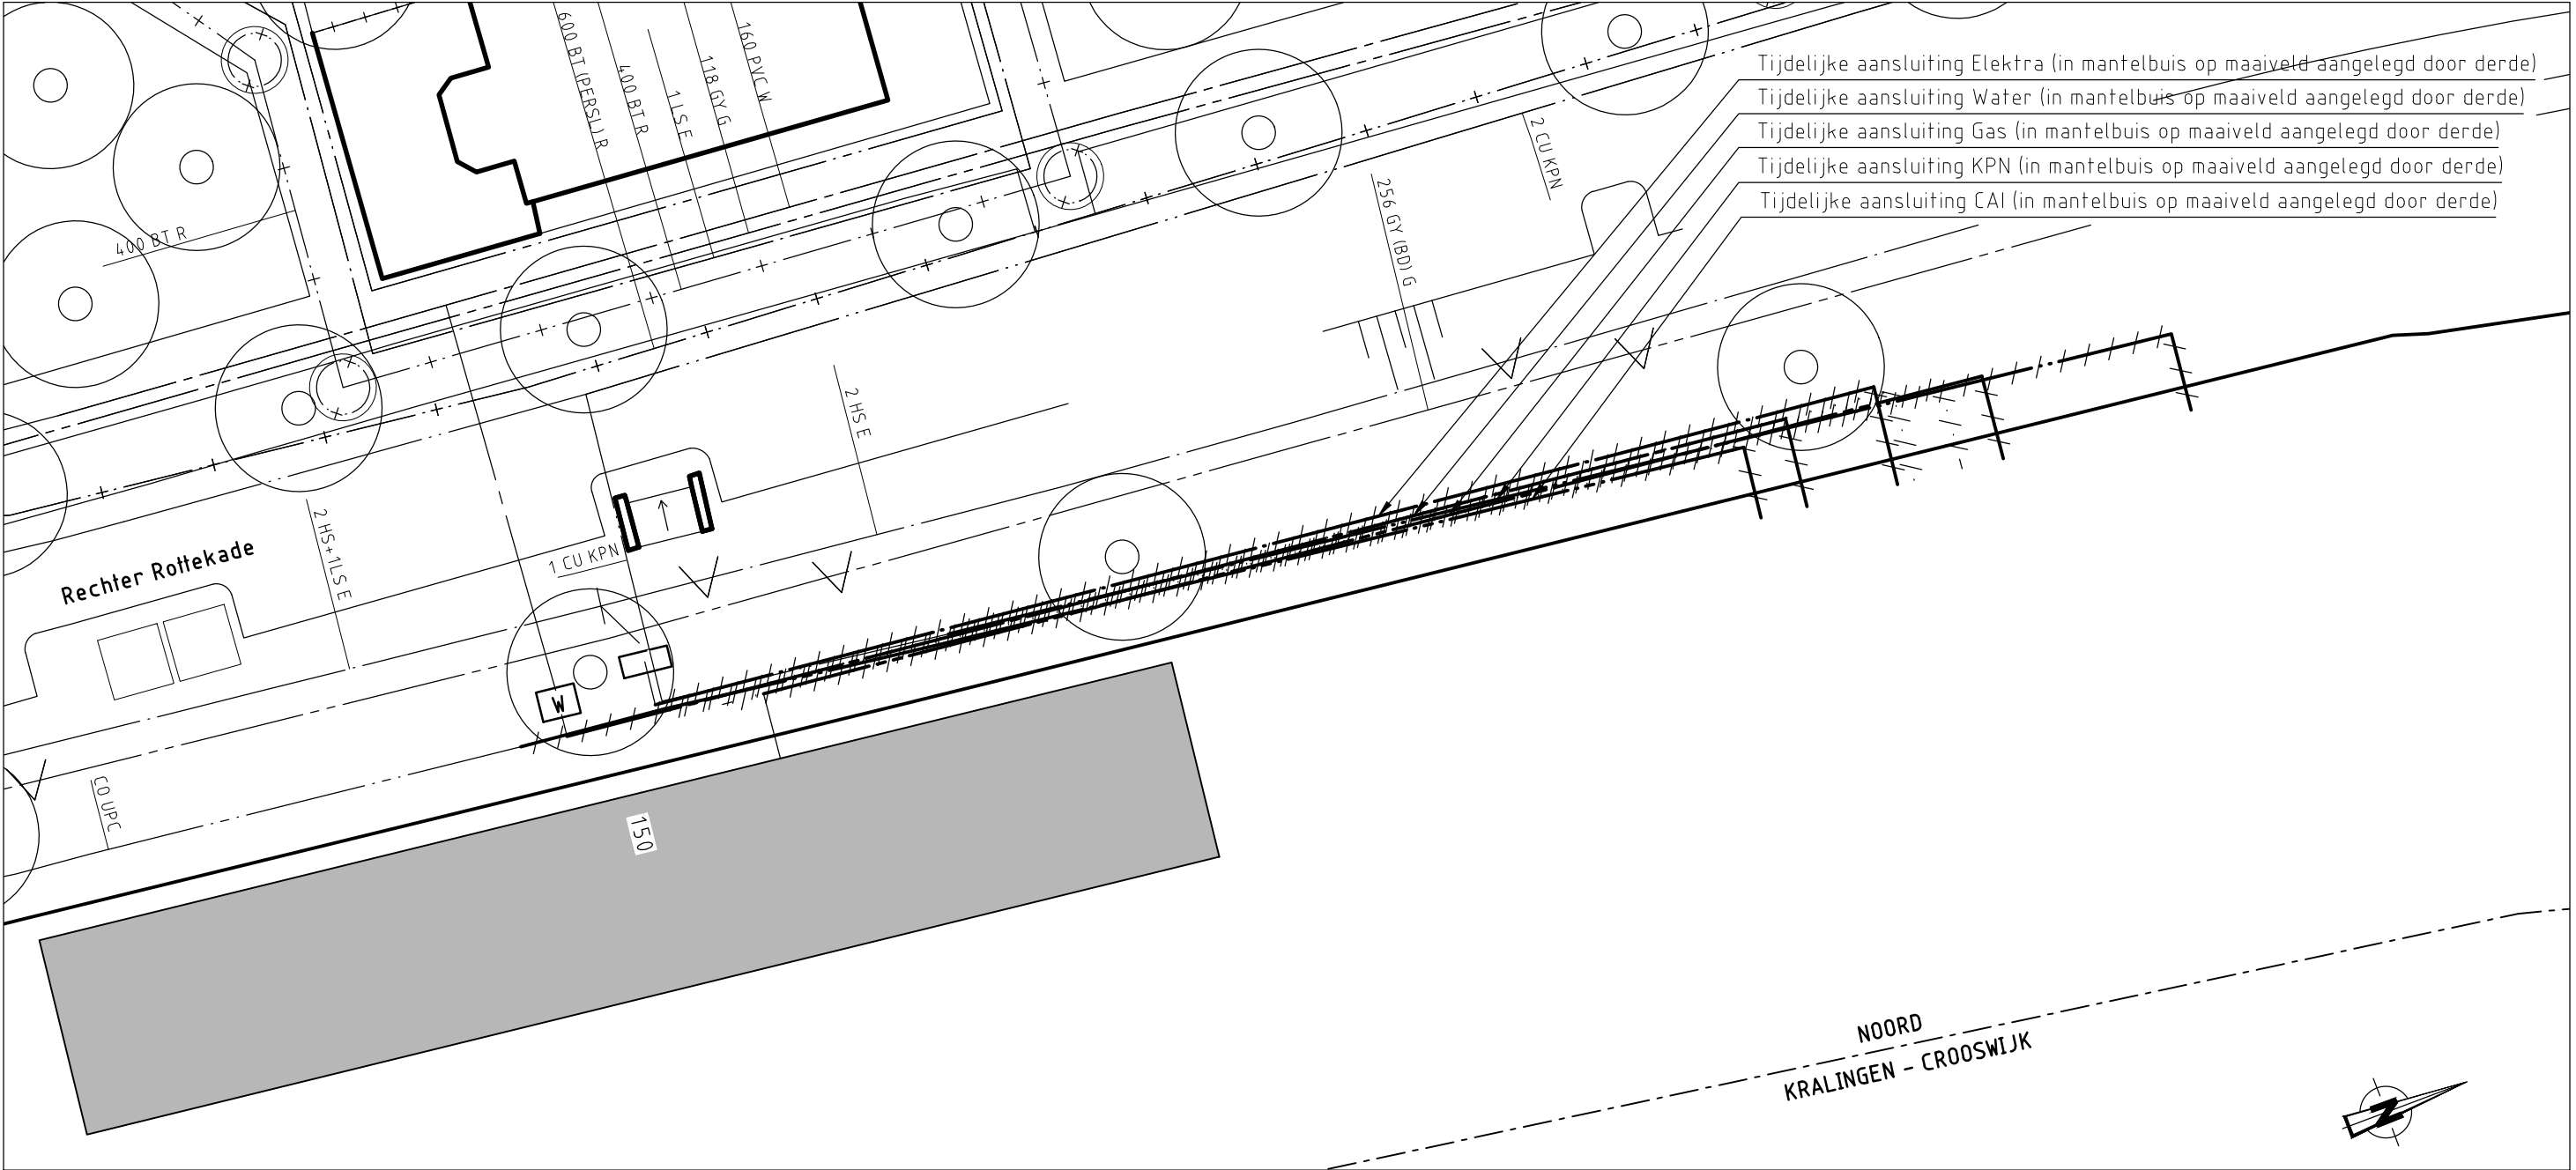 600 BT (PERSL) R
400 BT R
1 LS E
118 GY G
160 PVC W
Tijdelijke aansluiting Elektra (in mantelbuis op maaiveld aangelegd door derde)
Tijdelijke aansluiting Water (in mantelbuis op maaiveld aangelegd door derde)
Tijdelijke aansluiting Gas (in mantelbuis op maaiveld aangelegd door derde)
Tijdelijke aansluiting KPN (in mantelbuis op maaiveld aangelegd door derde)
Tijdelijke aansluiting CAI (in mantelbuis op maaiveld aangelegd door derde)
2 CU KPN
256 GY (BD) G
400 BT R
2 HS E
2 HS+1LS E
1 CU KPN
Rechter Rottekade
W
CO UPC
150
NOORD
KRALINGEN - CROOSWIJK
N